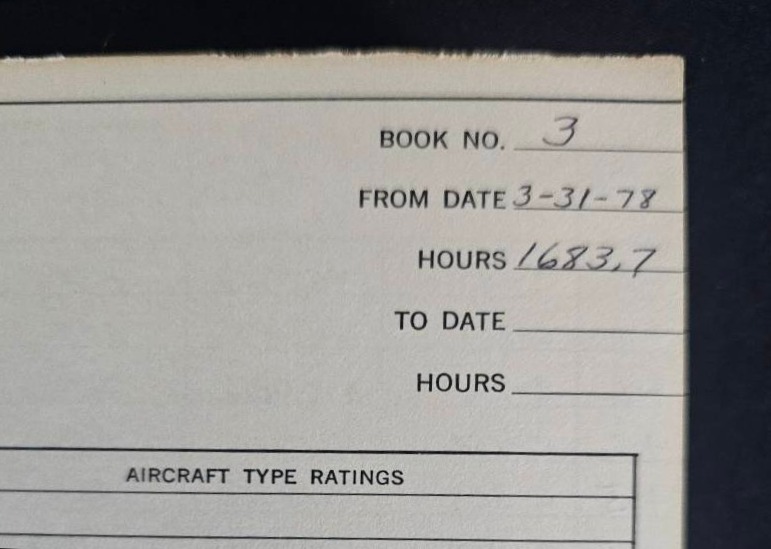 BOOK NO. 3
FROM DATE 3-31-78
HOURS 1683.7
TO DATE
HOURS
AIRCRAFT TYPE RATINGS